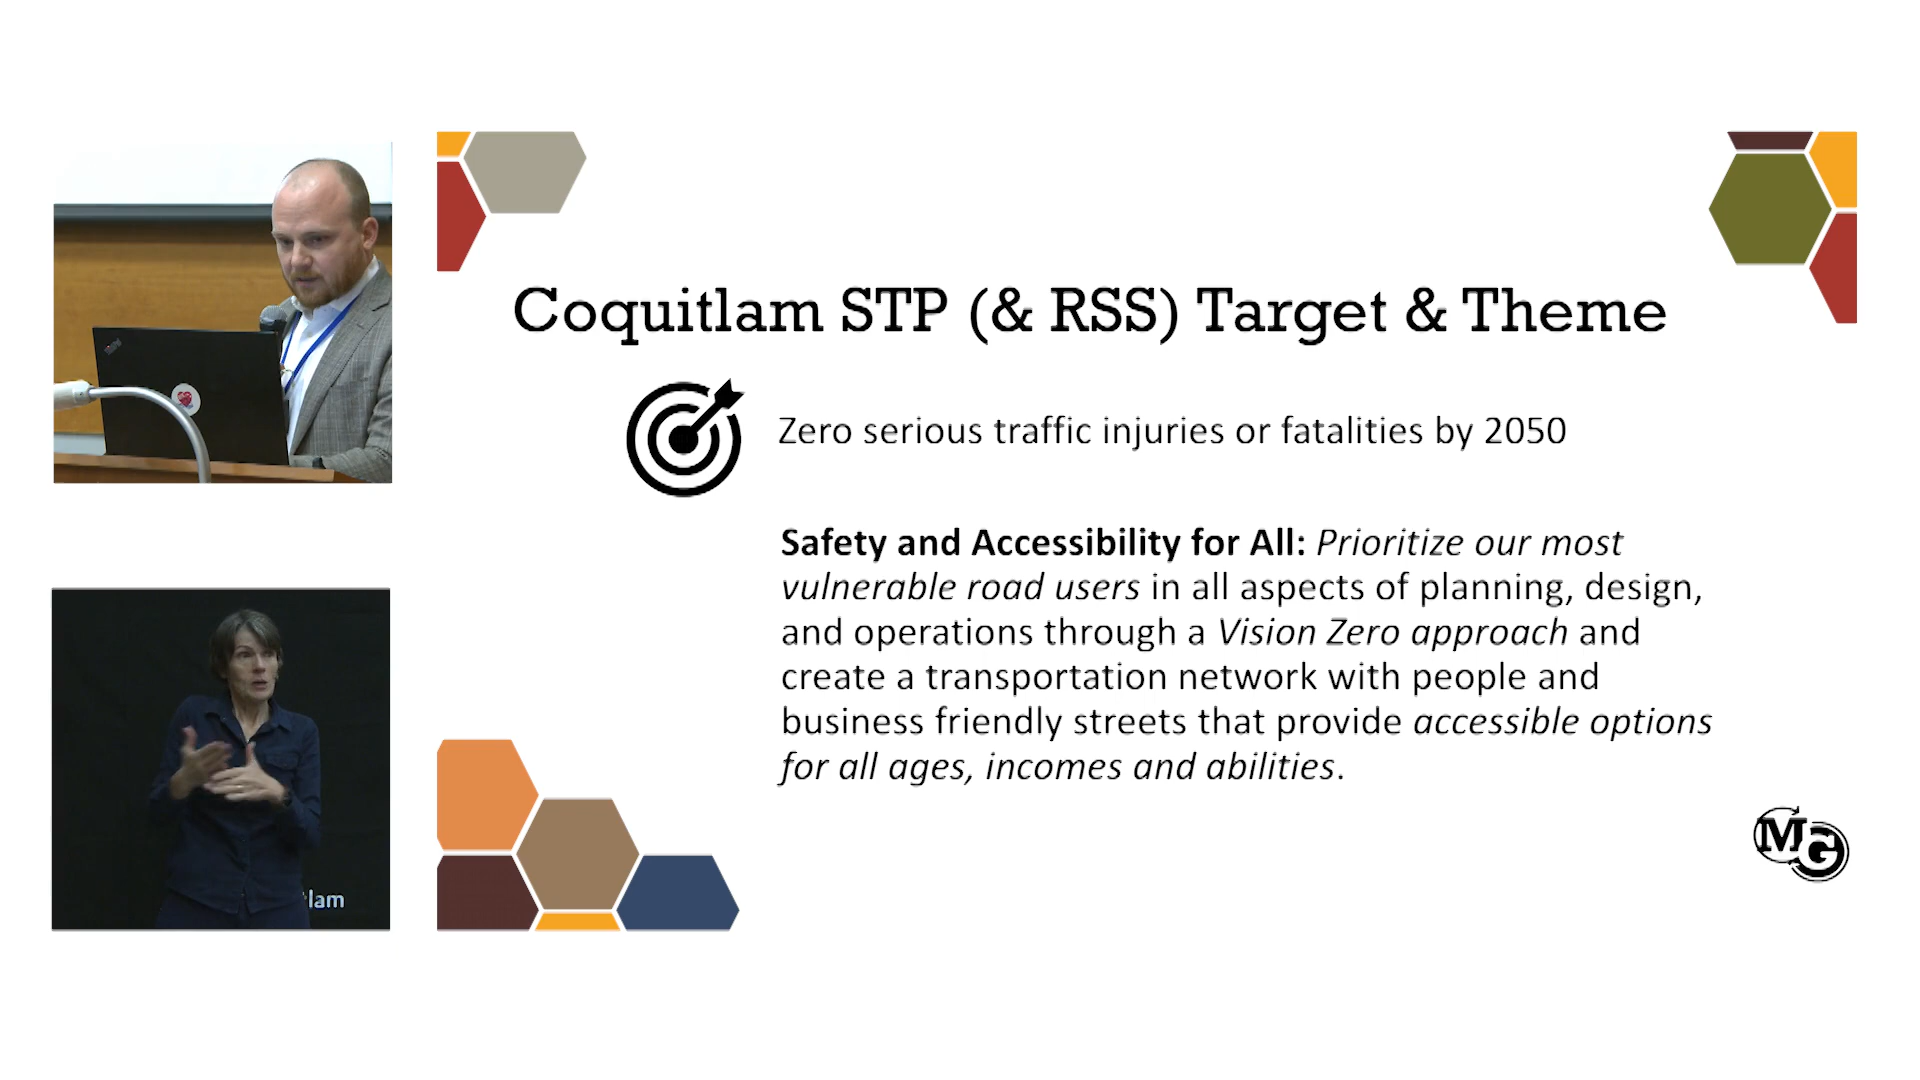 Coquitlam STP (& RSS) Target & Theme
Zero serious traffic injuries or fatalities by 2050
Safety and Accessibility for All: Prioritize our most
vulnerable road users in all aspects of planning, design,
and operations through a Vision Zero approach and
create a transportation network with people and
business friendly streets that provide accessible options
for all ages, incomes and abilities.
MG
lam